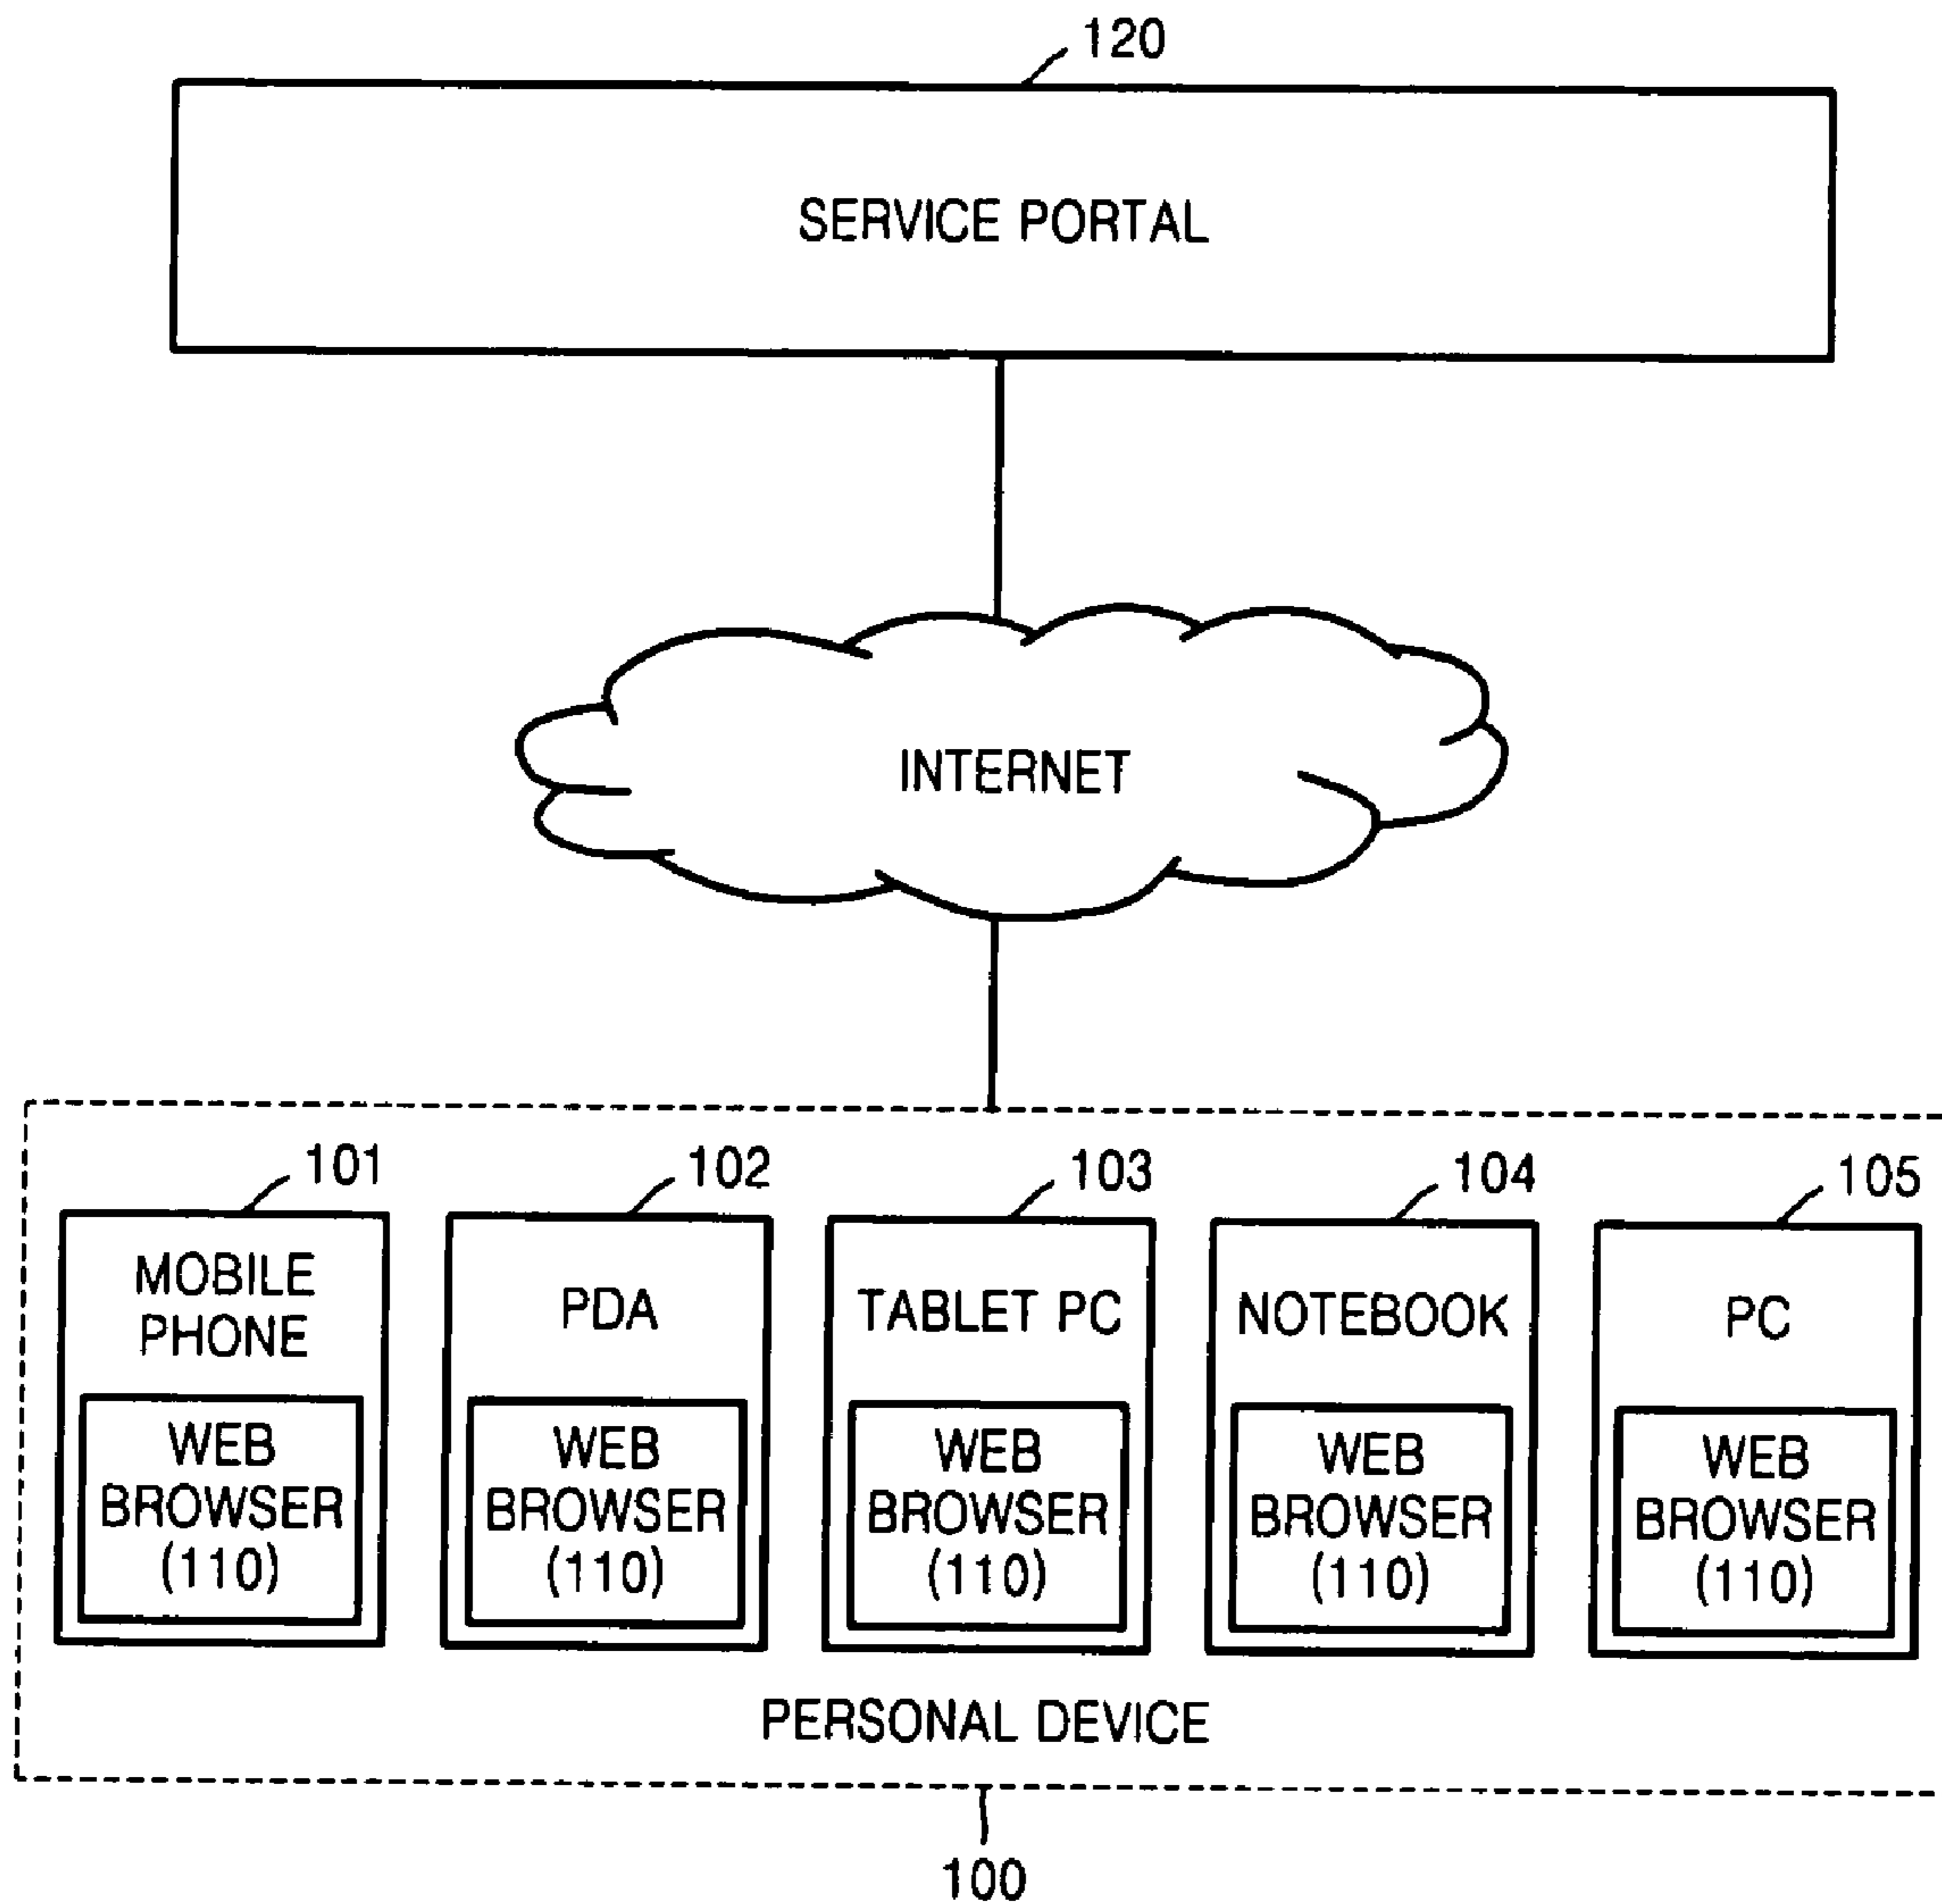 120
SERVICE PORTAL
INTERNET
101
102
103
104
105
MOBILE
PHONE
PDA
TABLET PC
NOTEBOOK
PC
WEB
BROWSER
(110)
WEB
BROWSER
(110)
WEB
BROWSER
(110)
WEB
BROWSER
(110)
WEB
BROWSER
(110)
PERSONAL DEVICE
100